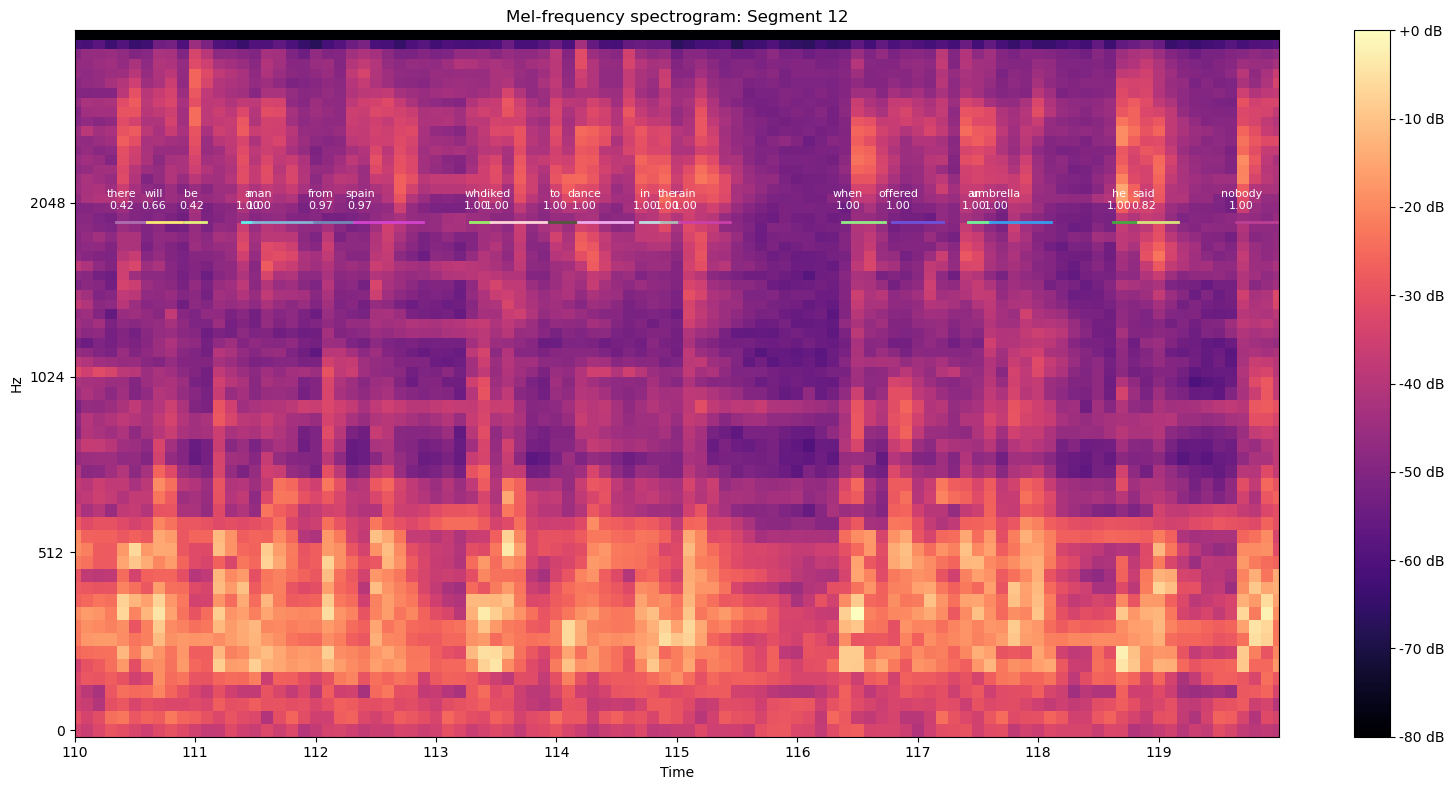 Mel-frequency spectrogram: Segment 12
+0 dB
-10 dB
-20 dB
-30 dB
-40 dB
-50 dB
-60 dB
-70 dB
-80 dB
Hz
2048
1024
512
0
there will be a man from spain who liked to dance in the rain when offered an umbrella he said nobody
0.42 0.66 0.42 1.00 1.00 0.97 0.97 1.00 1.00 1.00 1.00 1.00 1.00 1.00 1.00 1.00 1.00 1.00 1.00 0.82 1.00
110 111 112 113 114 115 116 117 118 119
Time